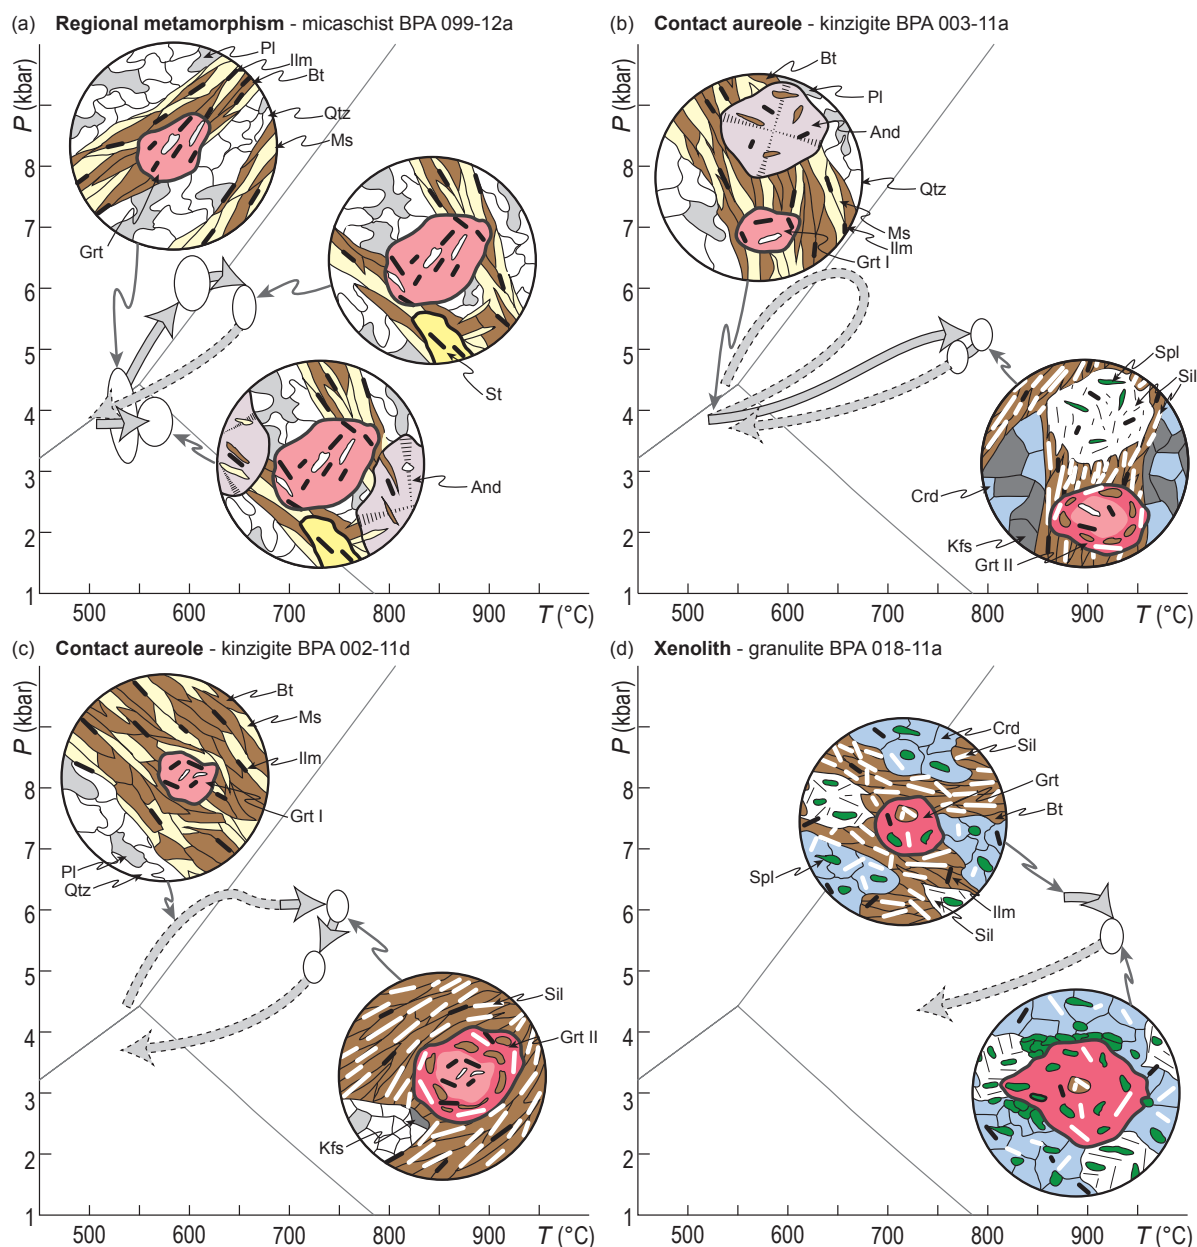 (a) Regional metamorphism - micaschist BPA 099-12a
P (kbar)
8
7
6
5
4
3
2
1
500 600 700 800 900 T (°C)
Pl
Ilm
Bt
Qtz
Ms
Grt
St
And
(b) Contact aureole - kinzigite BPA 003-11a
P (kbar)
8
7
6
5
4
3
2
1
500 600 700 800 900 T (°C)
Bt
Pl
And
Qtz
Ms
Ilm
Grt I
Spl
Sil
Crd
Kfs
Grt II
(c) Contact aureole - kinzigite BPA 002-11d
P (kbar)
8
7
6
5
4
3
2
1
500 600 700 800 900 T (°C)
Bt
Ms
Ilm
Grt I
Pl
Qtz
Sil
Grt II
Kfs
(d) Xenolith - granulite BPA 018-11a
P (kbar)
8
7
6
5
4
3
2
1
500 600 700 800 900 T (°C)
Crd
Sil
Grt
Bt
Spl
Ilm
Sil